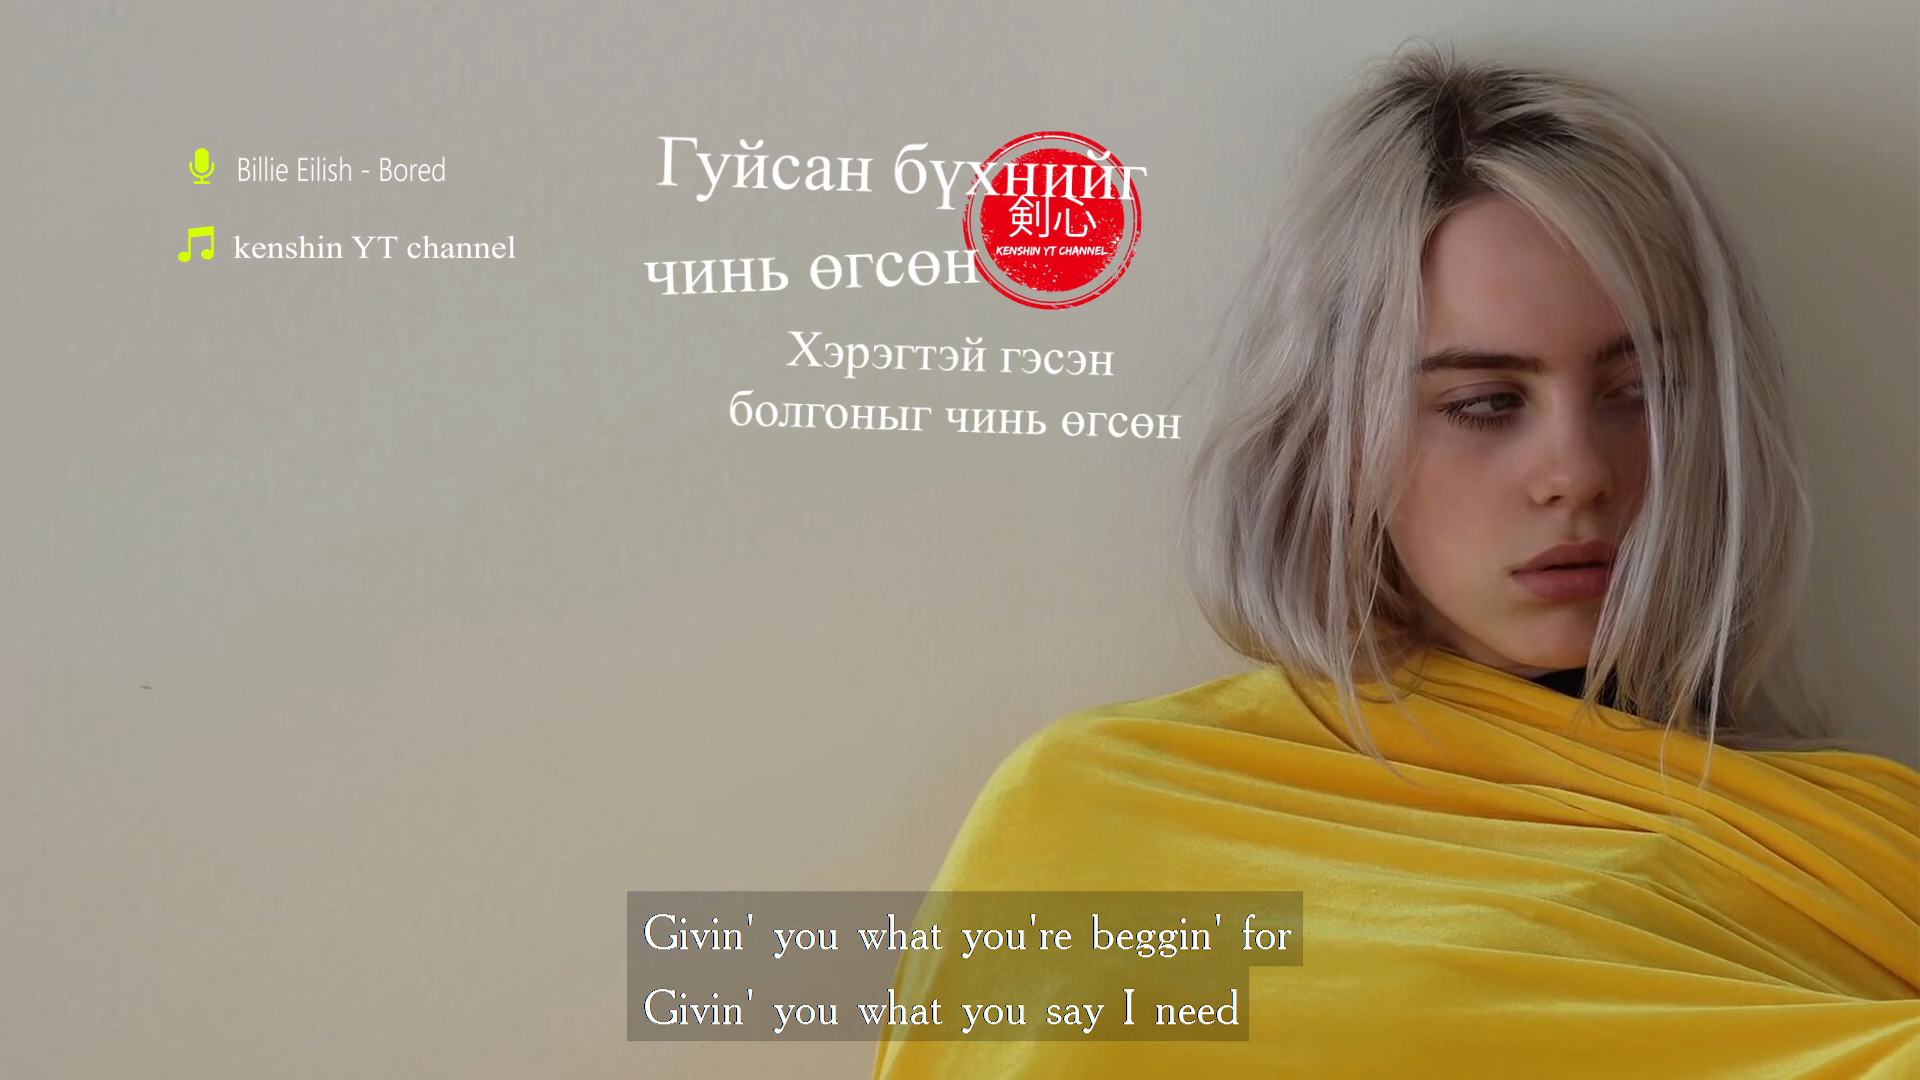 Billie Eilish - Bored
kenshin YT channel
Гуйсан бүхнийг
чинь өгсөн
剣心
KENSHIN YT CHANNEL
Хэрэгтэй гэсэн
болгоныг чинь өгсөн
Givin' you what you're beggin' for
Givin' you what you say I need